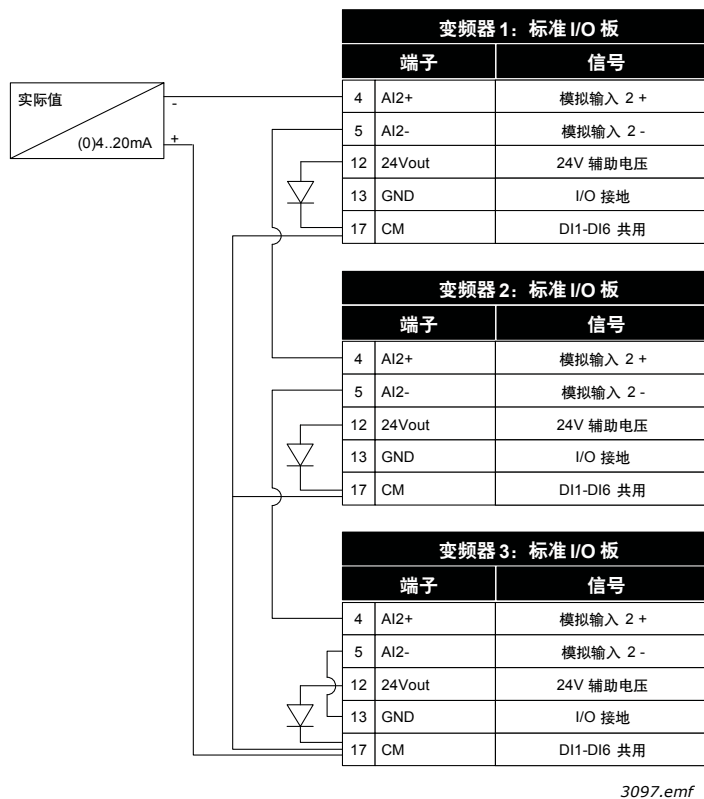 变频器 1：标准 I/O 板
端子 信号
实际值
-
(0)4..20mA
+
4 AI2+ 模拟输入 2 +
5 AI2- 模拟输入 2 -
12 24Vout 24V 辅助电压
13 GND I/O 接地
17 CM DI1-DI6 共用
变频器 2：标准 I/O 板
端子 信号
4 AI2+ 模拟输入 2 +
5 AI2- 模拟输入 2 -
12 24Vout 24V 辅助电压
13 GND I/O 接地
17 CM DI1-DI6 共用
变频器 3：标准 I/O 板
端子 信号
4 AI2+ 模拟输入 2 +
5 AI2- 模拟输入 2 -
12 24Vout 24V 辅助电压
13 GND I/O 接地
17 CM DI1-DI6 共用
3097.emf